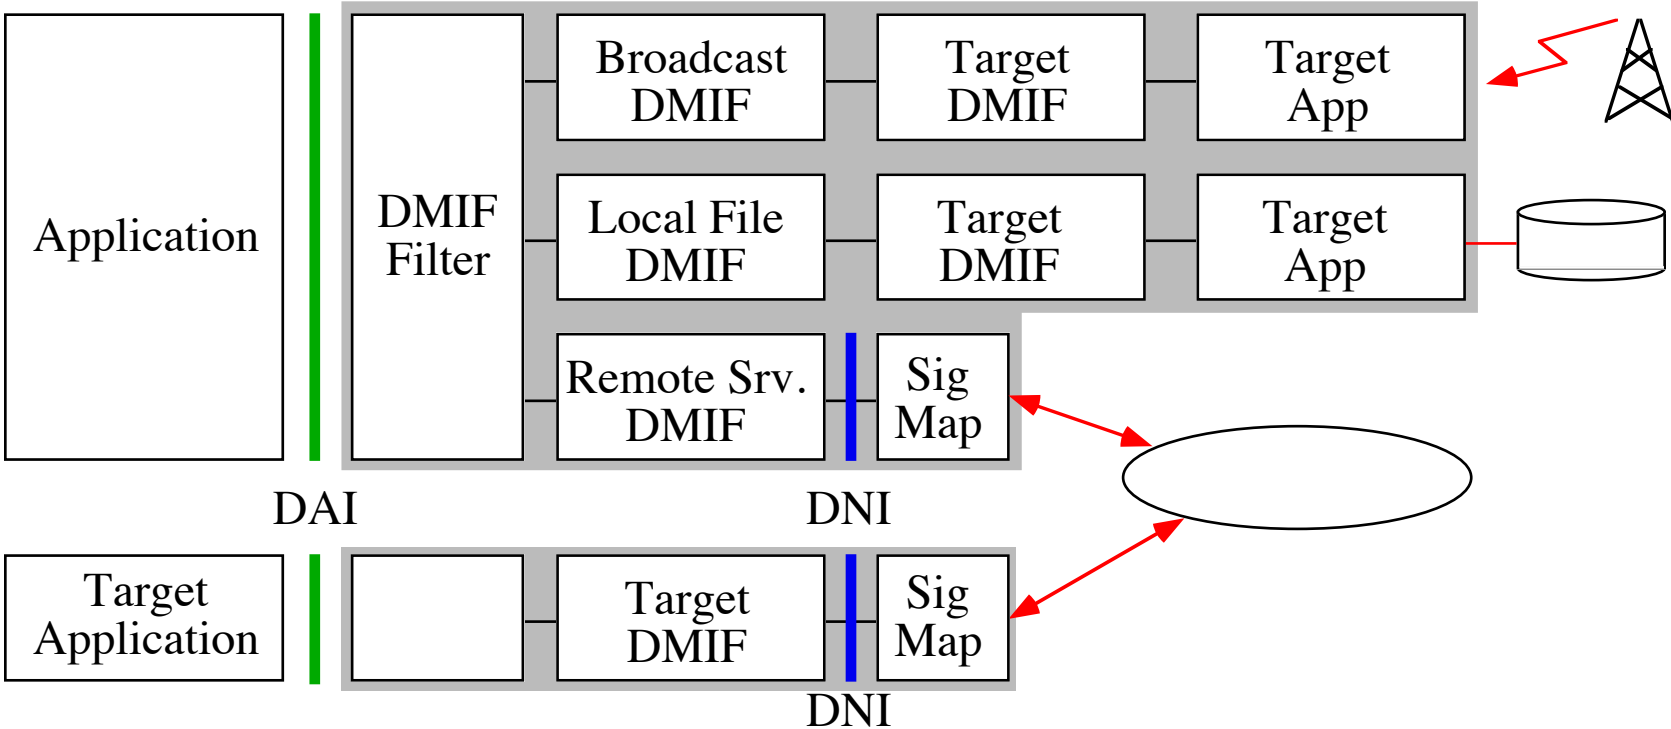 Application
DMIF
Filter
Broadcast
DMIF
Target
DMIF
Target
App
Local File
DMIF
Target
DMIF
Target
App
Remote Srv.
DMIF
Sig
Map
DAI
DNI
Target
Application
Target
DMIF
Sig
Map
DNI